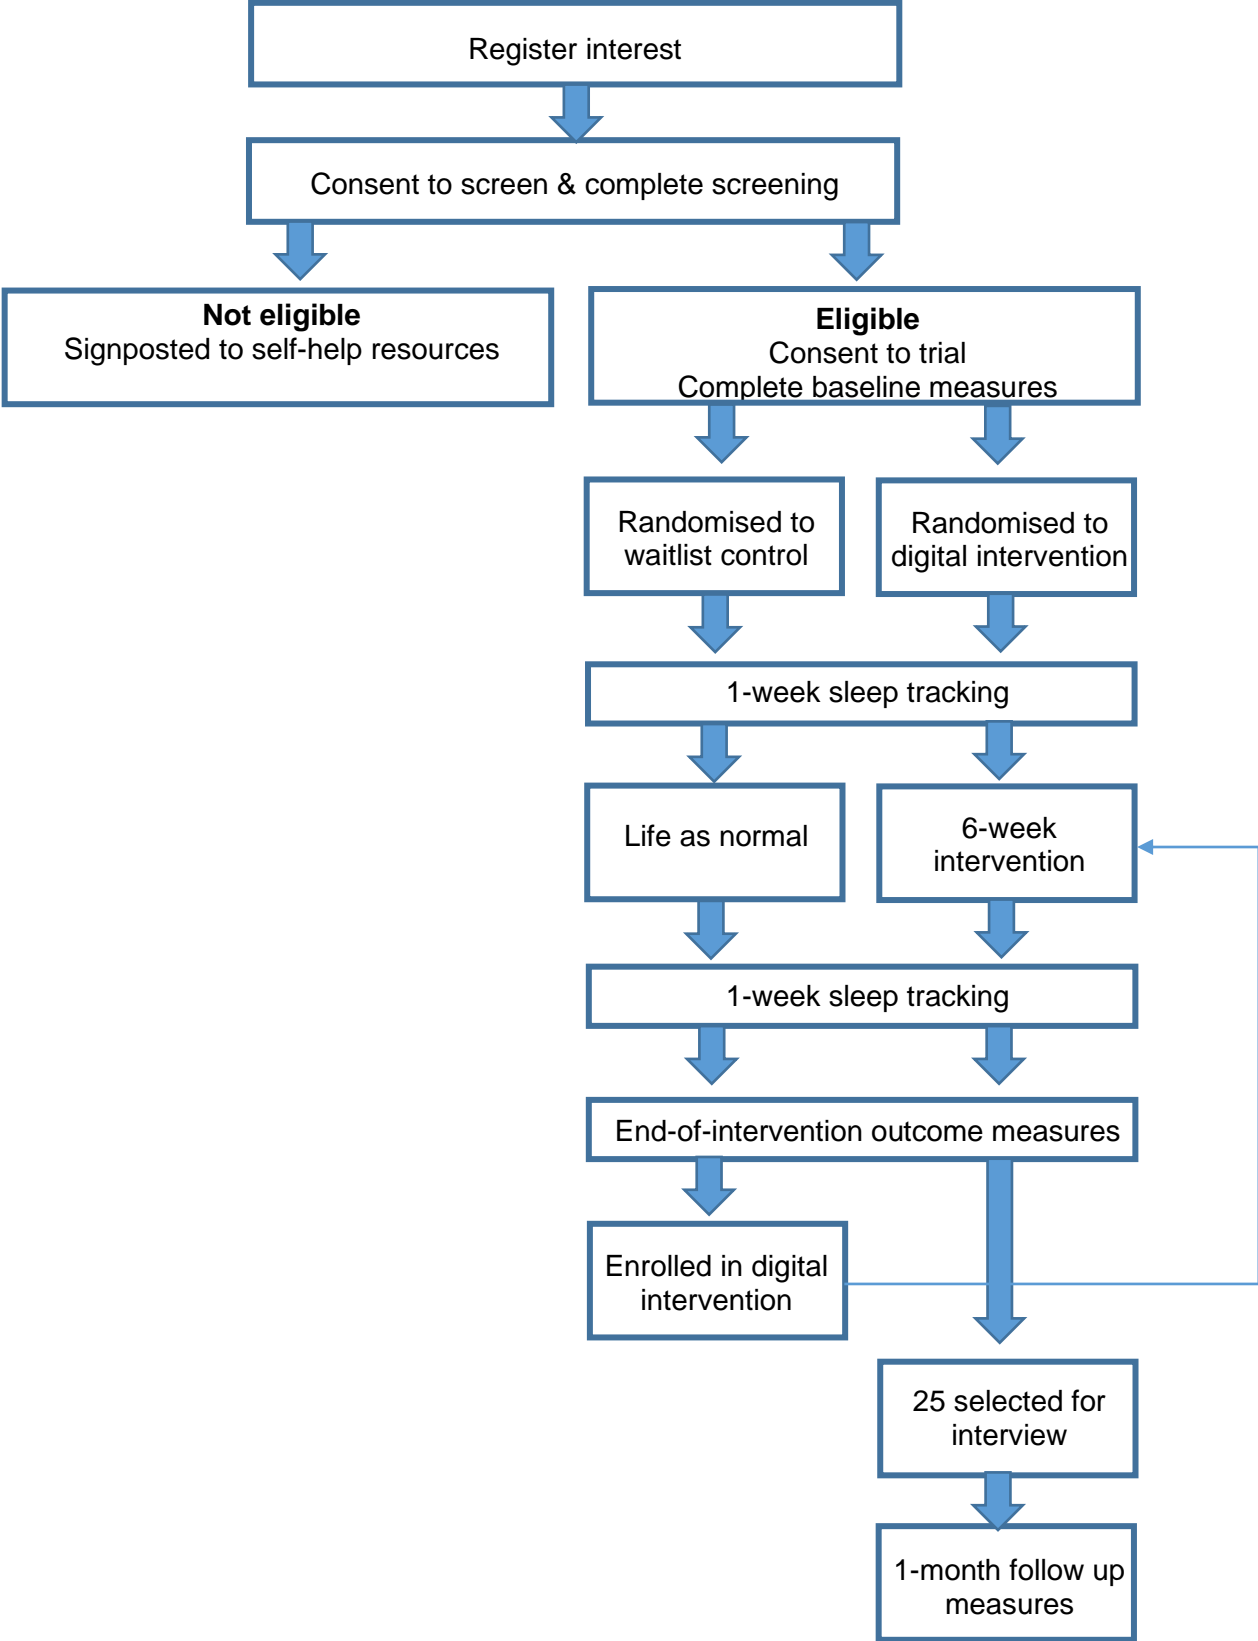 Register interest
Consent to screen & complete screening
Not eligible
Signposted to self-help resources
Eligible
Consent to trial
Complete baseline measures
Randomised to
waitlist control
Randomised to
digital intervention
1-week sleep tracking
Life as normal
6-week
intervention
1-week sleep tracking
End-of-intervention outcome measures
Enrolled in digital
intervention
25 selected for
interview
1-month follow up
measures